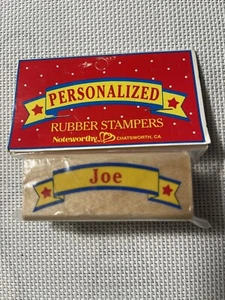 PERSONALIZED
RUBBER STAMPERS
Noteworthy CHATSWORTH, CA
Joe